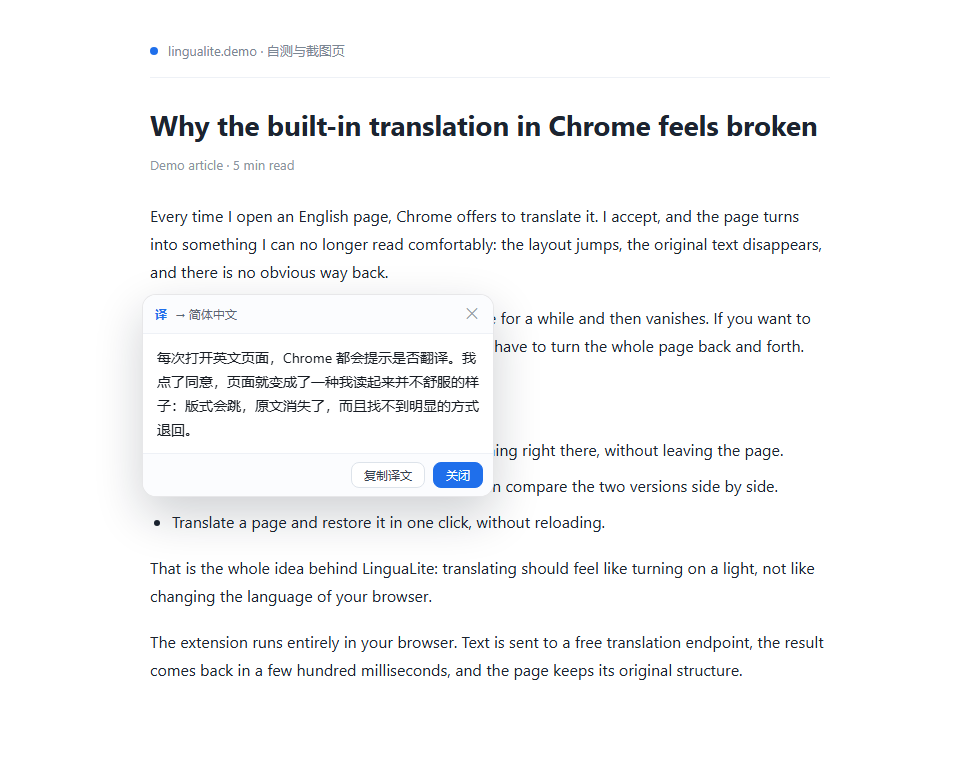 lingualite.demo · 自测与截图页
Why the built-in translation in Chrome feels broken
Demo article · 5 min read
Every time I open an English page, Chrome offers to translate it. I accept, and the page turns
into something I can no longer read comfortably: the layout jumps, the original text disappears,
and there is no obvious way back.
译 → 简体中文
for a while and then vanishes. If you want to
have to turn the whole page back and forth.
每次打开英文页面，Chrome 都会提示是否翻译。我
点了同意，页面就变成了一种我读起来并不舒服的样
子：版式会跳，原文消失了，而且找不到明显的方式
退回。
right there, without leaving the page.
复制译文 关闭
compare the two versions side by side.
• Translate a page and restore it in one click, without reloading.
That is the whole idea behind LinguaLite: translating should feel like turning on a light, not like
changing the language of your browser.
The extension runs entirely in your browser. Text is sent to a free translation endpoint, the result
comes back in a few hundred milliseconds, and the page keeps its original structure.